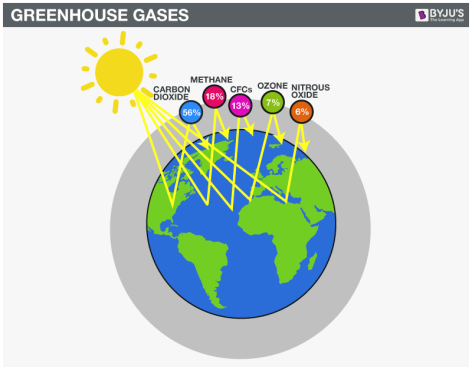 GREENHOUSE GASES
BYJU'S
The Learning App
CARBON
DIOXIDE
METHANE
CFCs
OZONE
NITROUS
OXIDE
56%
18%
13%
7%
6%